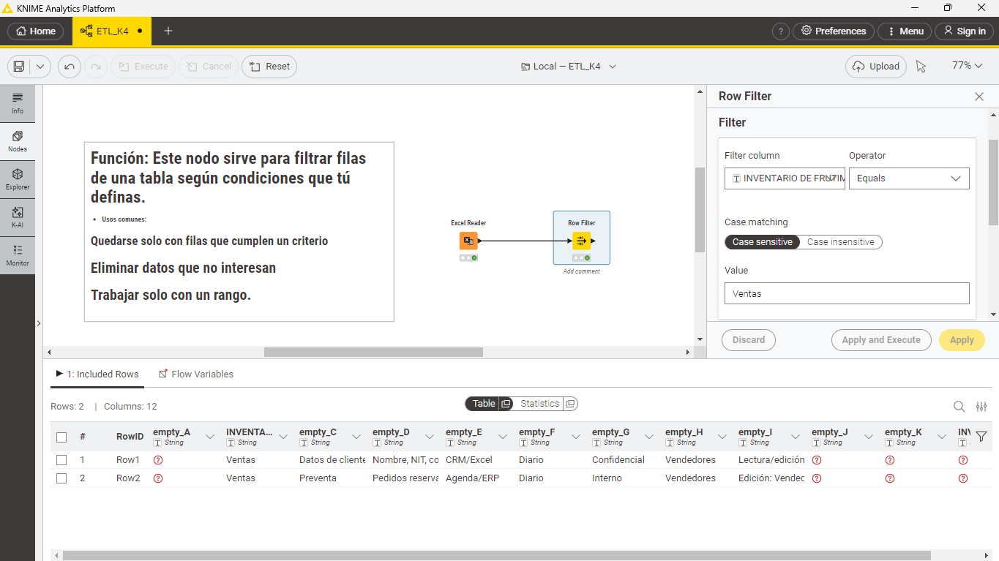 KNIME Analytics Platform
Home
ETL_K4
?
Preferences
Menu
Sign in
Execute
Cancel
Reset
Local — ETL_K4
Upload
77%
Info
Nodes
Explorer
K-AI
Monitor
Función: Este nodo sirve para filtrar filas
de una tabla según condiciones que tú
definas.
• Usos comunes:
Quedarse solo con filas que cumplen un criterio
Eliminar datos que no interesan
Trabajar solo con un rango.
Excel Reader
Row Filter
Add comment
Row Filter
Filter
Filter column
Operator
T INVENTARIO DE
Equals
Case matching
Case sensitive
Case insensitive
Value
Ventas
Discard
Apply and Execute
Apply
1: Included Rows
Flow Variables
Rows: 2 | Columns: 12
Table
Statistics
# RowID empty_A INVENTA... empty_C empty_D empty_E empty_F empty_G empty_H empty_I empty_J empty_K INV
T String T String T String T String T String T String T String T String T String T String T String T
1 Row1 ? Ventas Datos de cliente Nombre, NIT, co CRM/Excel Diario Confidencial Vendedores Lectura/edición ? ? ?
2 Row2 ? Ventas Preventa Pedidos reserva Agenda/ERP Diario Interno Vendedores Edición: Vendec ? ? ?